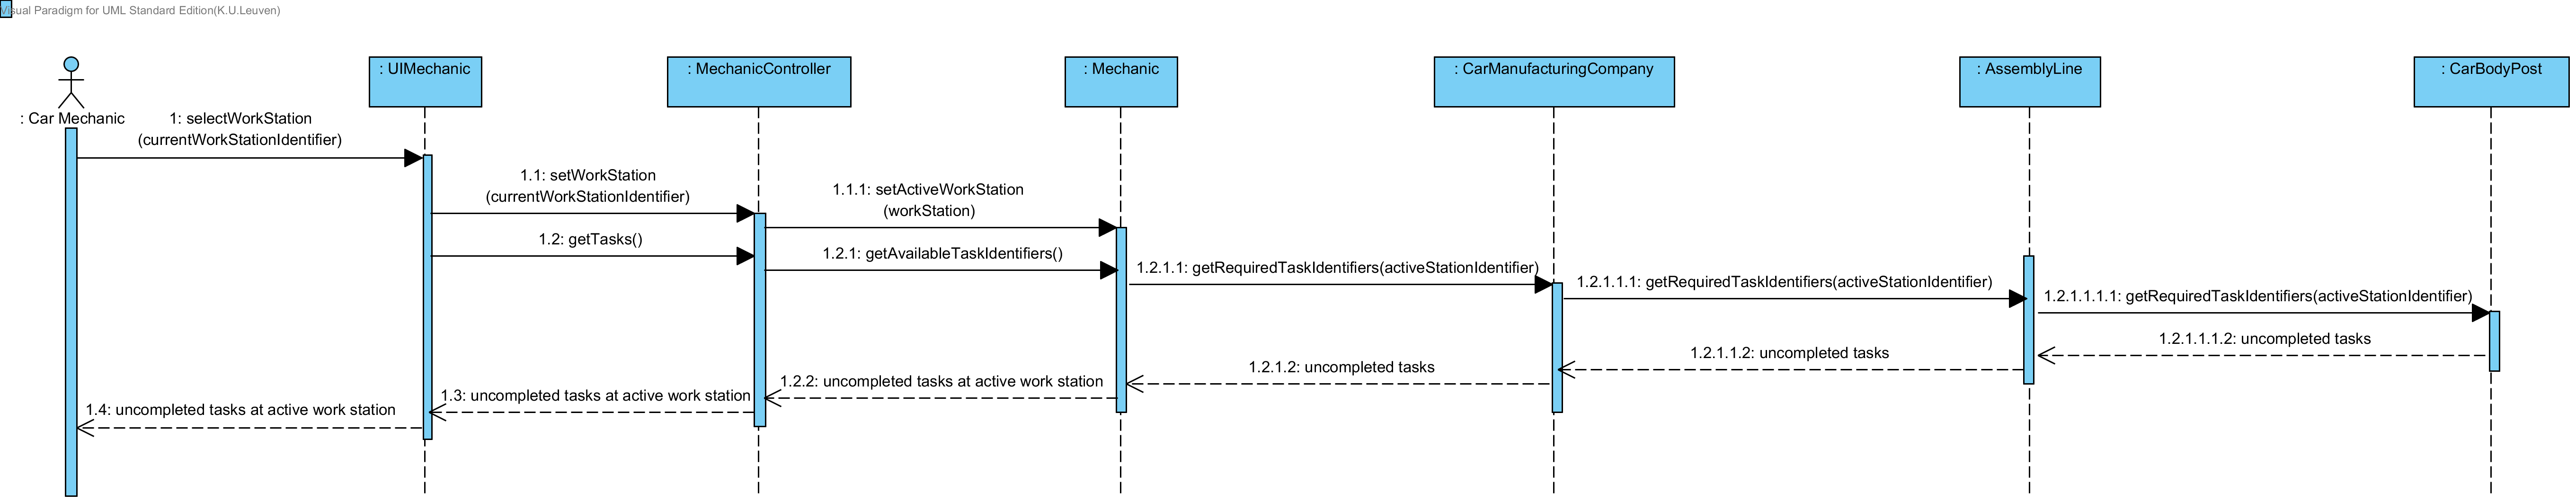 Visual Paradigm for UML Standard Edition(K.U.Leuven)
: Car Mechanic
: UIMechanic
: MechanicController
: Mechanic
: CarManufacturingCompany
: AssemblyLine
: CarBodyPost
1: selectWorkStation
(currentWorkStationIdentifier)
1.1: setWorkStation
(currentWorkStationIdentifier)
1.1.1: setActiveWorkStation
(workStation)
1.2: getTasks()
1.2.1: getAvailableTaskIdentifiers()
1.2.1.1: getRequiredTaskIdentifiers(activeStationIdentifier)
1.2.1.1.1: getRequiredTaskIdentifiers(activeStationIdentifier)
1.2.1.1.1.1: getRequiredTaskIdentifiers(activeStationIdentifier)
1.2.1.1.1.2: uncompleted tasks
1.2.1.1.2: uncompleted tasks
1.2.1.2: uncompleted tasks
1.2.2: uncompleted tasks at active work station
1.3: uncompleted tasks at active work station
1.4: uncompleted tasks at active work station